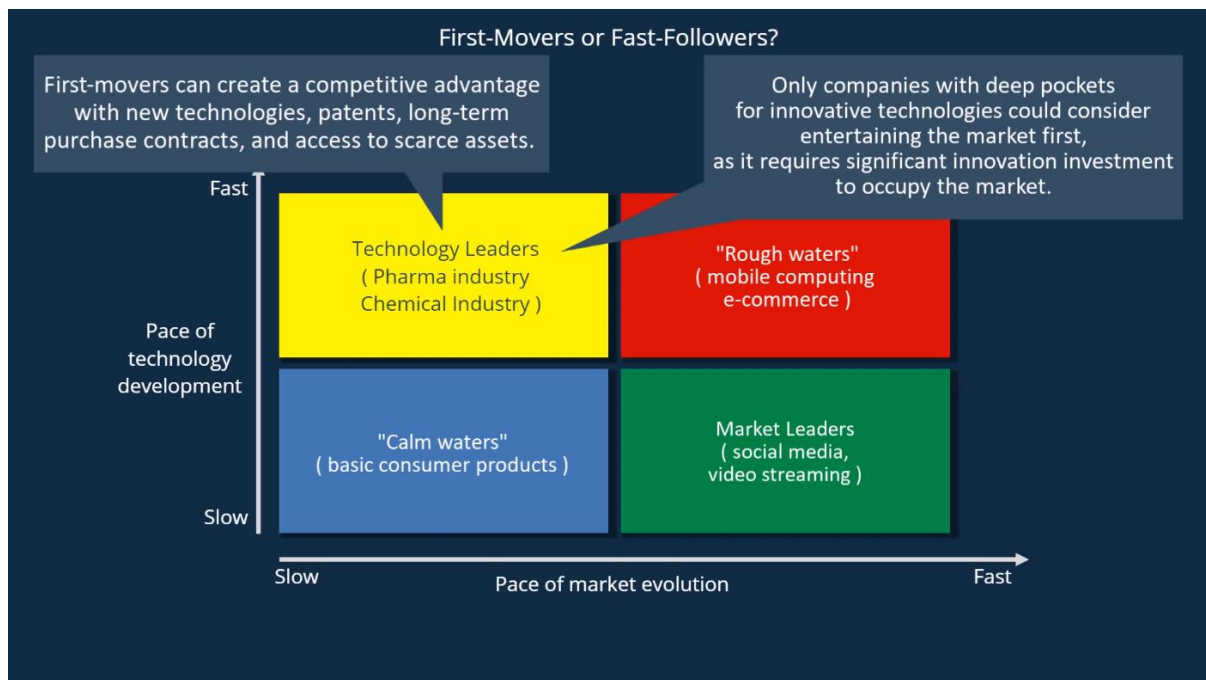 First-Movers or Fast-Followers?
First-movers can create a competitive advantage
with new technologies, patents, long-term
purchase contracts, and access to scarce assets.
Only companies with deep pockets
for innovative technologies could consider
entertaining the market first,
as it requires significant innovation investment
to occupy the market.
Fast
Technology Leaders
( Pharma industry
Chemical Industry )
"Rough waters"
( mobile computing
e-commerce )
Pace of
technology
development
"Calm waters"
( basic consumer products )
Market Leaders
( social media,
video streaming )
Slow
Slow
Pace of market evolution
Fast